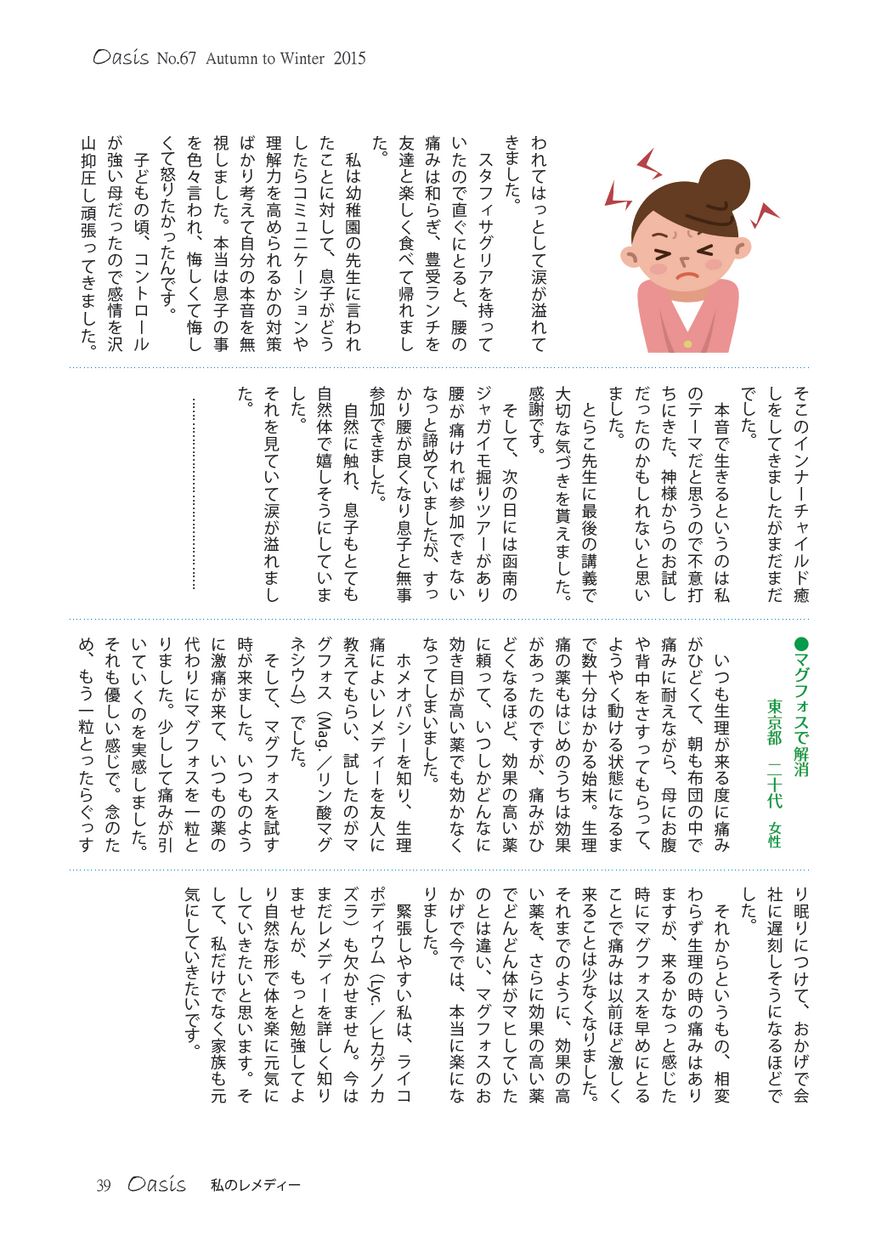 Oasis No.67 Autumn to Winter 2015
われてはっとして涙が溢れて
きました。
スタフィサグリアを持って
いたので直ぐにとると、腰の
痛みは和らぎ、豊受ランチを
友達と楽しく食べて帰れまし
た。
私は幼稚園の先生に言われ
たことに対して、息子がどう
したらコミュニケーションや
理解力を高められるかの対策
ばかり考えて自分の本音を無
視しました。本当は息子の事
を色々言われ、悔しくて悔し
くて怒りたかったんです。
子どもの頃、コントロール
が強い母だったので感情を沢
山抑圧し頑張ってきました。
そこのインナーチャイルド癒
しをしてきましたがまだまだ
でした。
本音で生きるというのは私
のテーマだと思うので不意打
ちにきた、神様からのお試し
だったのかもしれないと思い
ました。
とらこ先生に最後の講義で
大切な気づきを貰えました。
感謝です。
そして、次の日には函南の
ジャガイモ掘りツアーがあり
腰が痛ければ参加できない
なっと諦めていましたが、すっ
かり腰が良くなり息子と無事
参加できました。
自然に触れ、息子もとても
自然体で嬉しそうにしていま
した。
それを見ていて涙が溢れまし
た。
●マグフォスで解消
東京都 二十代 女性
いつも生理が来る度に痛み
がひどくて、朝も布団の中で
痛みに耐えながら、母にお腹
や背中をさすってもらって、
ようやく動ける状態になるま
で数十分はかかる始末。生理
痛の薬もはじめのうちは効果
があったのですが、痛みがひ
どくなるほど、効果の高い薬
に頼って、いつしかどんなに
効き目が高い薬でも効かなく
なってしまいました。
ホメオパシーを知り、生理
痛によいレメディーを友人に
教えてもらい、試したのがマ
グフォス（Mag.／リン酸マグ
ネシウム）でした。
そして、マグフォスを試す
時が来ました。いつものよう
に激痛が来て、いつもの薬の
代わりにマグフォスを一粒と
りました。少しして痛みが引
いていくのを実感しました。
それも優しい感じで。念のた
め、もう一粒とったらぐっす
り眠りにつけて、おかげで会
社に遅刻しそうになるほどで
した。
それからというもの、相変
わらず生理の時の痛みはあり
ますが、来るかなっと感じた
時にマグフォスを早めにとる
ことで痛みは以前ほど激しく
来ることは少なくなりました。
それまでのように、効果の高
い薬を、さらに効果の高い薬
でどんどん体がマヒしていた
のとは違い、マグフォスのお
かげで今では、本当に楽にな
りました。
緊張しやすい私は、ライコ
ポディウム（Lyc.／ヒカゲノカ
ズラ）も欠かせません。今は
まだレメディーを詳しく知り
ませんが、もっと勉強してよ
り自然な形で体を楽に元気に
していきたいと思います。そ
して、私だけでなく家族も元
気にしていきたいです。
39 Oasis 私のレメディー